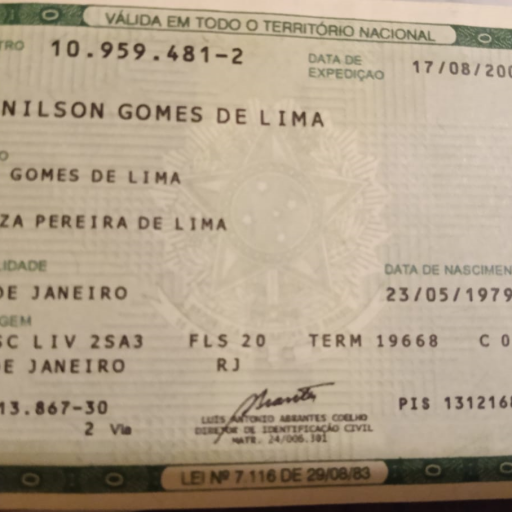 VÁLIDA EM TODO O TERRITÓRIO NACIONAL
TRO 10.959.481-2 DATA DE EXPEDIÇÃO 17/08/200
NILSON GOMES DE LIMA
GOMES DE LIMA
ZA PEREIRA DE LIMA
LIDADE DATA DE NASCIMEN
DE JANEIRO 23/05/1979
GEM
SC LIV 2SA3 FLS 20 TERM 19668 C 0
DE JANEIRO RJ
13.867-30 PIS 1312168
2 Via
LUIS ANTONIO ABRANTES COELHO
DIRETOR DE IDENTIFICAÇÃO CIVIL
MATR. 24/006.101
LEI Nº 7.116 DE 29/08/83